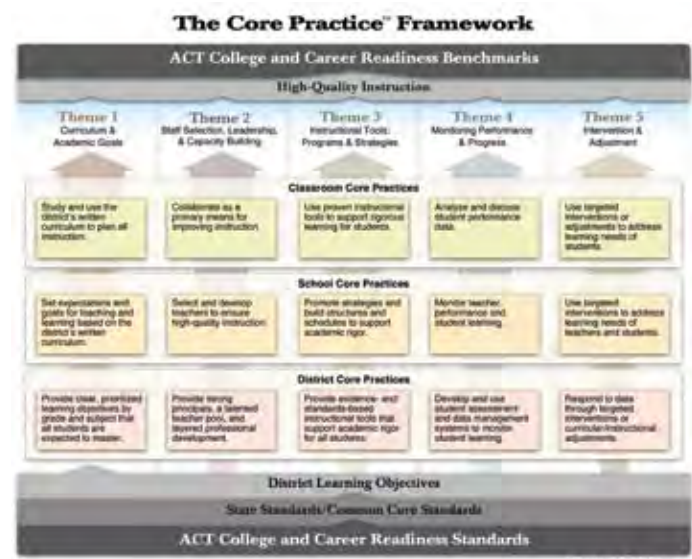 The Core Practice™ Framework
ACT College and Career Readiness Benchmarks
High-Quality Instruction
Theme 1
Curriculum &
Academic Goals
Theme 2
Staff Selection, Leadership,
& Capacity Building
Theme 3
Instructional Tools:
Programs & Strategies
Theme 4
Monitoring Performance
& Progress
Theme 5
Intervention &
Adjustment
Classroom Core Practices
Study and use the
district's written
curriculum to plan all
instruction.
Collaborate as a
primary means for
improving instruction.
Use proven instructional
tools to support rigorous
learning for students.
Analyze and discuss
student performance
data.
Use targeted
interventions or
adjustments to address
learning needs of
students.
School Core Practices
Set expectations and
goals for teaching and
learning based on the
district's written
curriculum.
Select and develop
teachers to ensure
high-quality instruction.
Promote strategies and
build structures and
schedules to support
academic rigor.
Monitor teacher
performance and
student learning.
Use targeted
interventions to address
learning needs of
teachers and students.
District Core Practices
Provide clear, prioritized
learning objectives by
grade and subject that
all students are
expected to master.
Provide strong
principals, a talented
teacher pool, and
layered professional
development.
Provide evidence- and
standards-based
instructional tools that
support academic rigor
for all students.
Develop and use
student assessment
and data management
systems to monitor
student learning.
Respond to data
through targeted
interventions or
curricular/instructional
adjustments.
District Learning Objectives
State Standards/Common Core Standards
ACT College and Career Readiness Standards